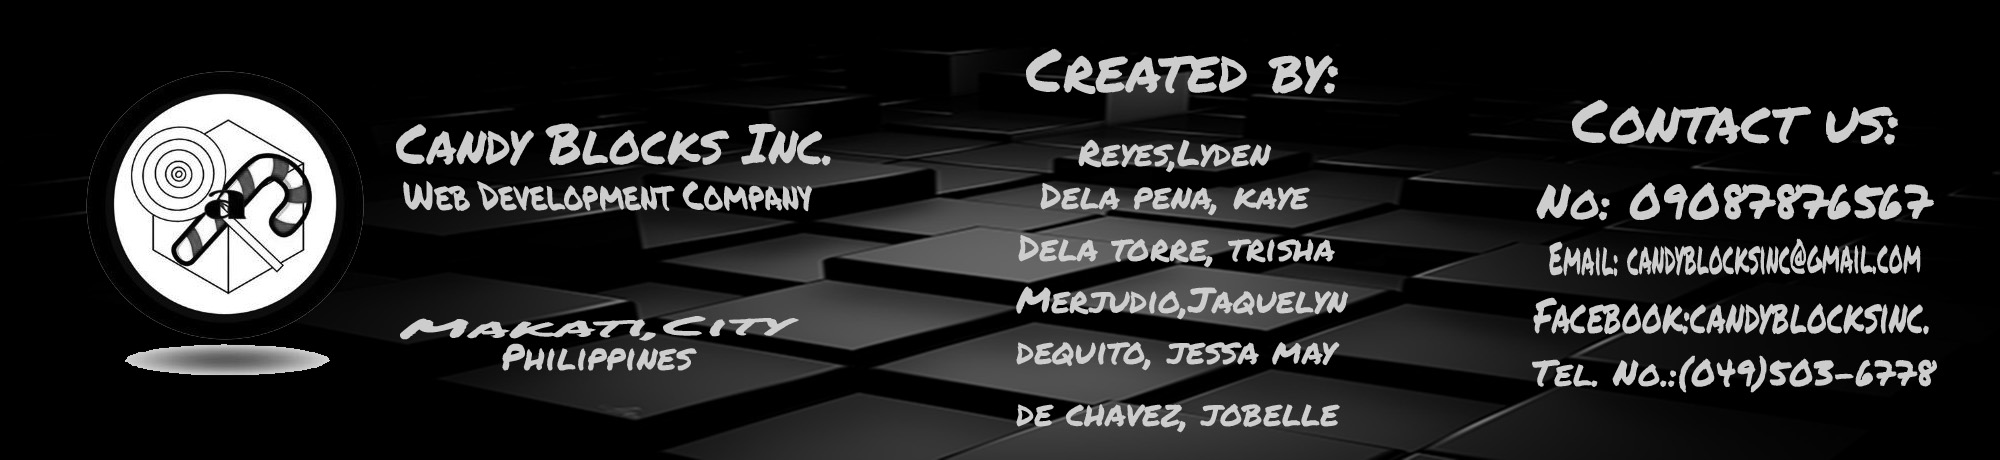 Candy Blocks Inc.
Web Development Company
Makati,City
Philippines
Created by:
Reyes,Lyden
Dela pena, kaye
Dela torre, trisha
Merjudio,Jaquelyn
dequito, jessa may
de chavez, jobelle
Contact us:
No: 09087876567
Email: candyblocksinc@gmail.com
Facebook:candyblocksinc.
Tel. No.:(049)503-6778